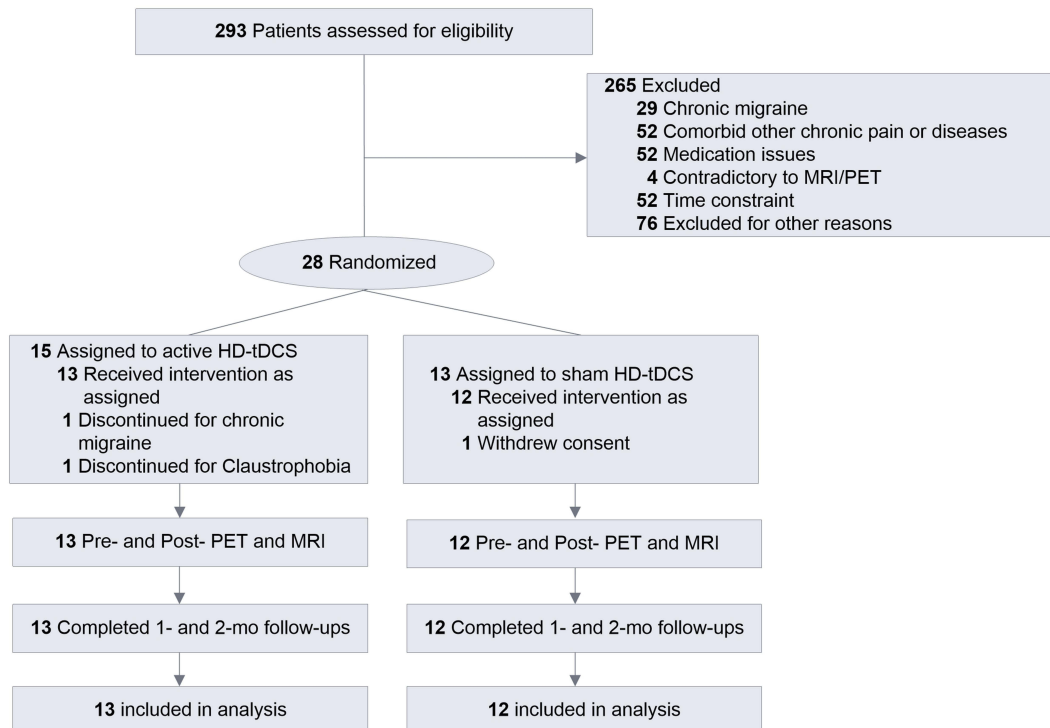 293 Patients assessed for eligibility
265 Excluded
29 Chronic migraine
52 Comorbid other chronic pain or diseases
52 Medication issues
4 Contradictory to MRI/PET
52 Time constraint
76 Excluded for other reasons
28 Randomized
15 Assigned to active HD-tDCS
13 Received intervention as
assigned
1 Discontinued for chronic
migraine
1 Discontinued for Claustrophobia
13 Assigned to sham HD-tDCS
12 Received intervention as
assigned
1 Withdrew consent
13 Pre- and Post- PET and MRI
12 Pre- and Post- PET and MRI
13 Completed 1- and 2-mo follow-ups
12 Completed 1- and 2-mo follow-ups
13 included in analysis
12 included in analysis